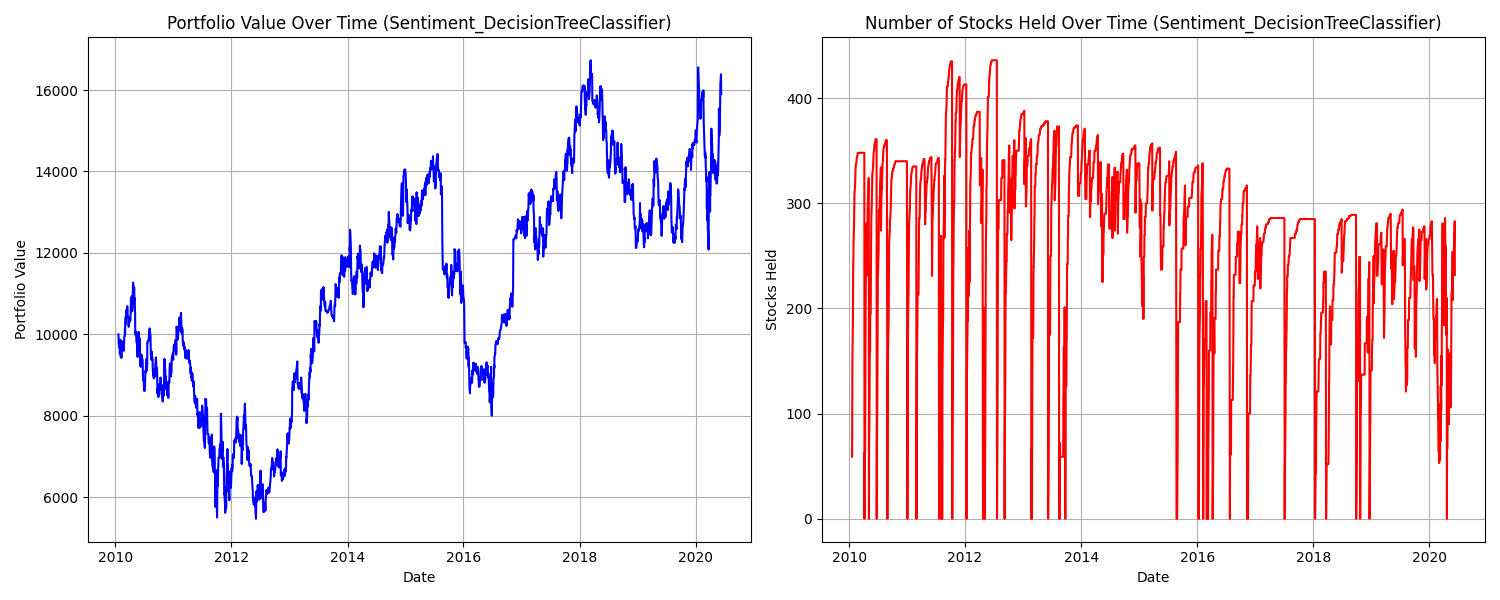 Portfolio Value Over Time (Sentiment_DecisionTreeClassifier)
Portfolio Value
16000
14000
12000
10000
8000
6000
2010 2012 2014 2016 2018 2020
Date
Number of Stocks Held Over Time (Sentiment_DecisionTreeClassifier)
Stocks Held
400
300
200
100
0
2010 2012 2014 2016 2018 2020
Date